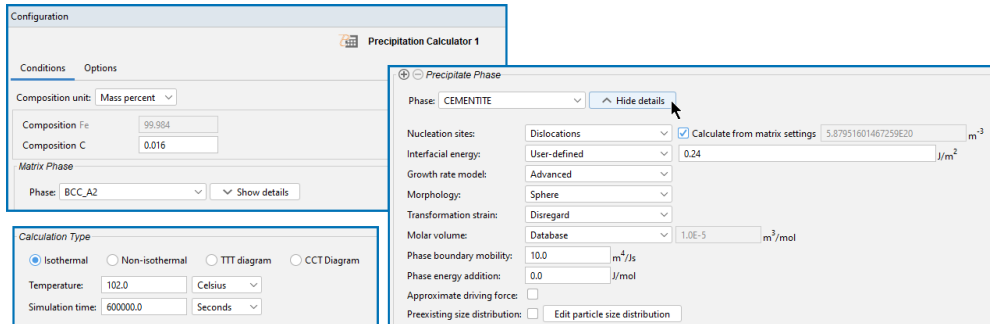 Configuration
Precipitation Calculator 1
Conditions Options
Composition unit: Mass percent
Composition Fe 99.984
Composition C 0.016
Matrix Phase
Phase: BCC_A2 Show details
Calculation Type
Isothermal Non-isothermal TTT diagram CCT Diagram
Temperature: 102.0 Celsius
Simulation time: 600000.0 Seconds
Precipitate Phase
Phase: CEMENTITE Hide details
Nucleation sites: Dislocations Calculate from matrix settings 5.87951601467259E20 m-3
Interfacial energy: User-defined 0.24 J/m2
Growth rate model: Advanced
Morphology: Sphere
Transformation strain: Disregard
Molar volume: Database 1.0E-5 m3/mol
Phase boundary mobility: 10.0 m4/Js
Phase energy addition: 0.0 J/mol
Approximate driving force:
Preexisting size distribution: Edit particle size distribution